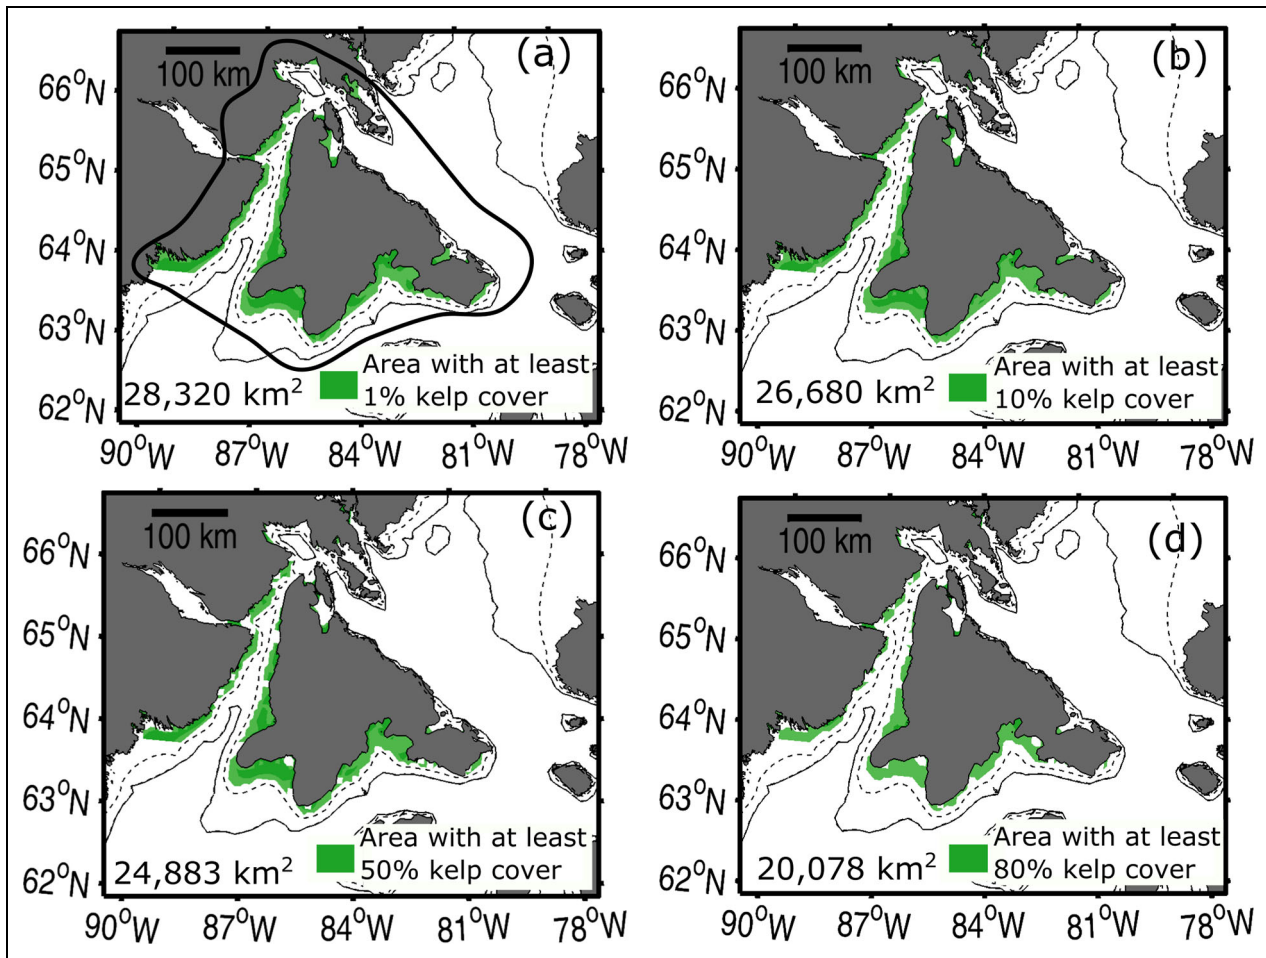 (a)
100 km
66°N
65°N
64°N
63°N
62°N
28,320 km²
Area with at least
1% kelp cover
90°W 87°W 84°W 81°W 78°W
(b)
100 km
66°N
65°N
64°N
63°N
62°N
26,680 km²
Area with at least
10% kelp cover
90°W 87°W 84°W 81°W 78°W
(c)
100 km
66°N
65°N
64°N
63°N
62°N
24,883 km²
Area with at least
50% kelp cover
90°W 87°W 84°W 81°W 78°W
(d)
100 km
66°N
65°N
64°N
63°N
62°N
20,078 km²
Area with at least
80% kelp cover
90°W 87°W 84°W 81°W 78°W